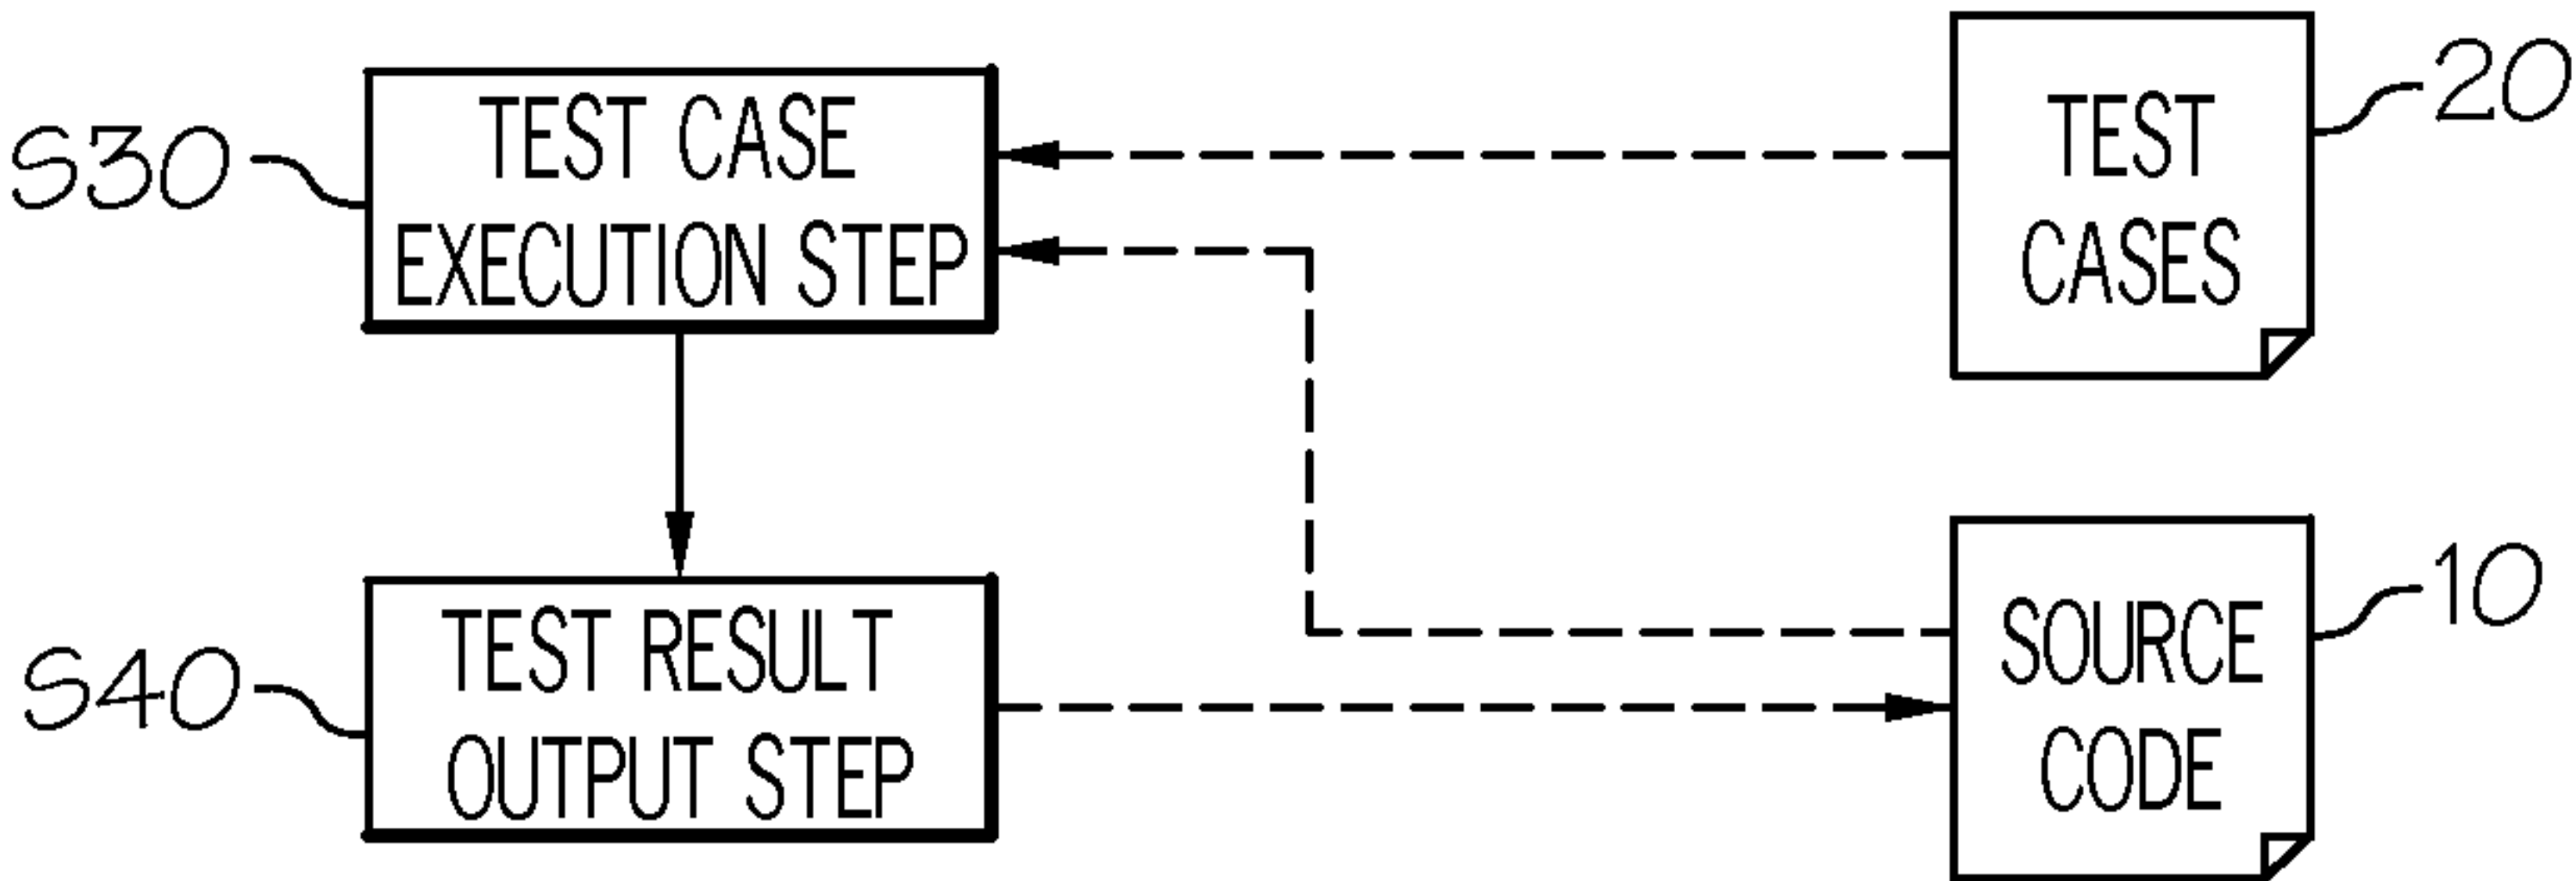 S30
TEST CASE
EXECUTION STEP
TEST
CASES
20
S40
TEST RESULT
OUTPUT STEP
SOURCE
CODE
10